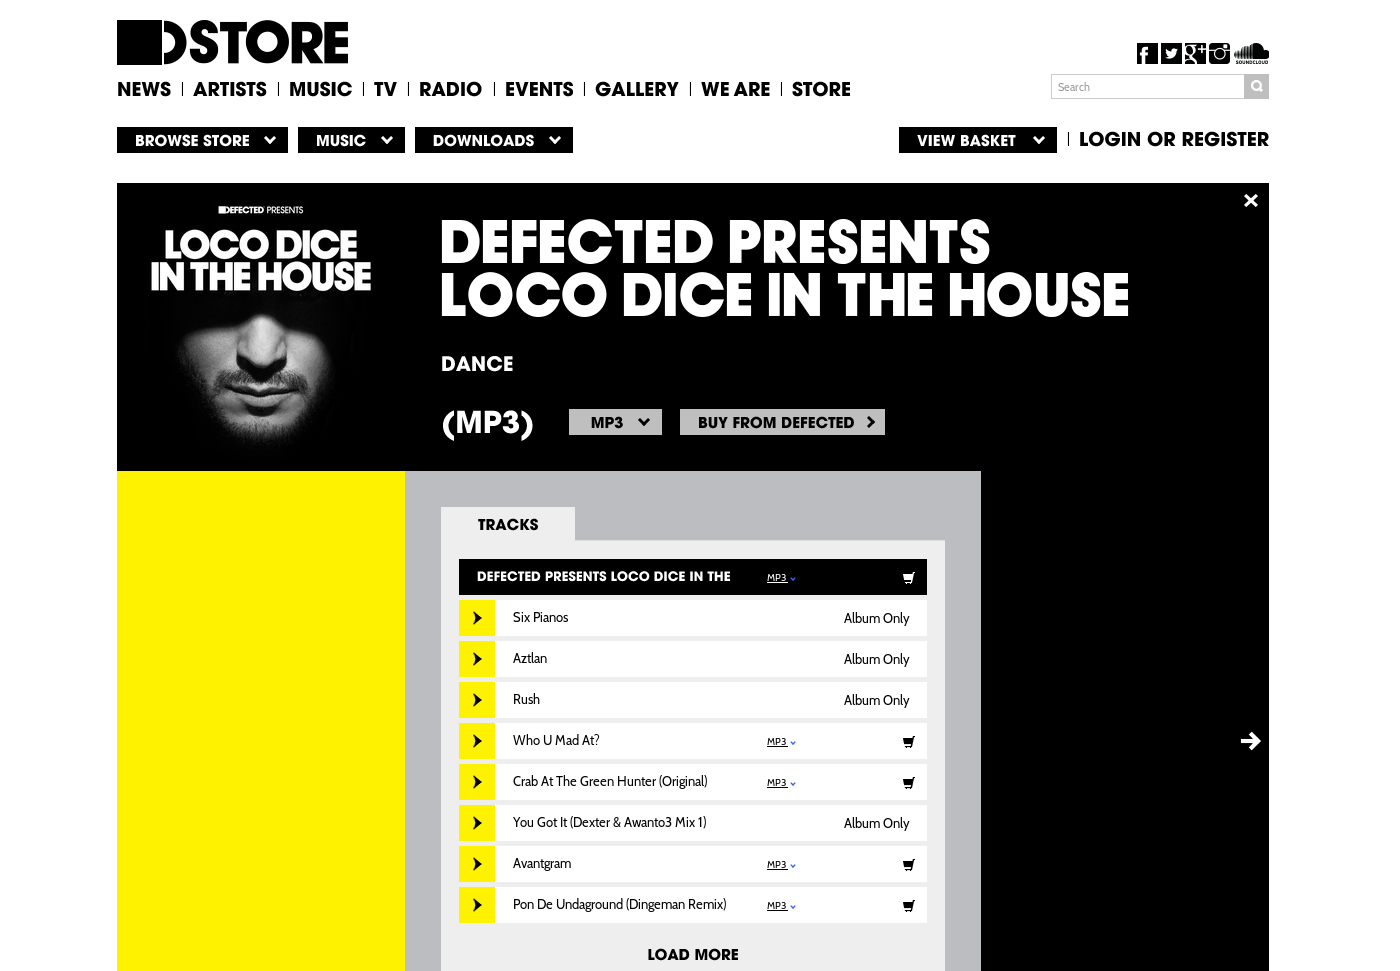 DSTORE
SOUNDCLOUD
NEWS | ARTISTS | MUSIC | TV | RADIO | EVENTS | GALLERY | WE ARE | STORE
Search
BROWSE STORE MUSIC DOWNLOADS VIEW BASKET | LOGIN OR REGISTER
DEFECTED PRESENTS
LOCO DICE
IN THE HOUSE
DEFECTED PRESENTS
LOCO DICE IN THE HOUSE
DANCE
(MP3) MP3 BUY FROM DEFECTED
TRACKS
DEFECTED PRESENTS LOCO DICE IN THE MP3
Six Pianos Album Only
Aztlan Album Only
Rush Album Only
Who U Mad At? MP3
Crab At The Green Hunter (Original) MP3
You Got It (Dexter & Awanto3 Mix 1) Album Only
Avantgram MP3
Pon De Undaground (Dingeman Remix) MP3
LOAD MORE